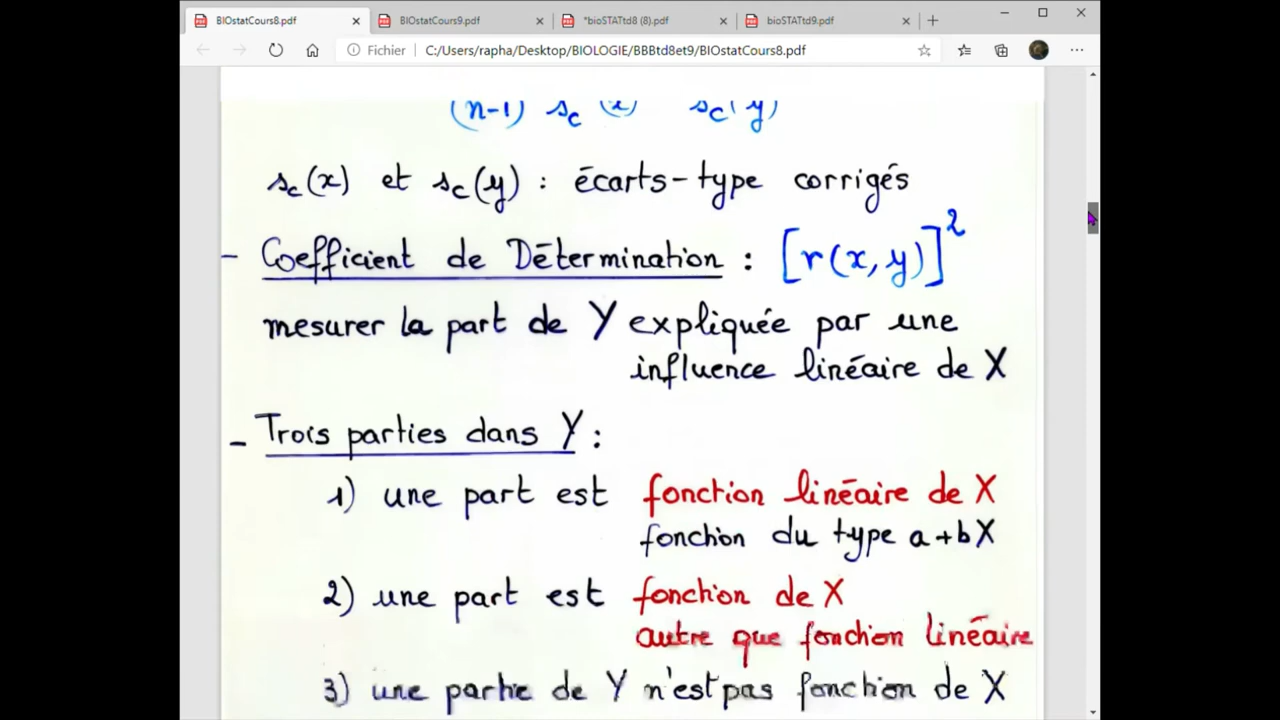 BIOstatCours8.pdf
BIOstatCours9.pdf
*bioSTATtd8 (8).pdf
bioSTATtd9.pdf
Fichier C:/Users/rapha/Desktop/BIOLOGIE/BBBtd8et9/BIOstatCours8.pdf
(n-1) sc (x) sc(y)
sc(x) et sc(y) : écarts-type corrigés
- Coefficient de Détermination : [r(x,y)]²
mesurer la part de Y expliquée par une
influence linéaire de X
- Trois parties dans Y :
1) une part est fonction linéaire de X
fonction du type a+bX
2) une part est fonction de X
autre que fonction linéaire
3) une partie de Y n'est pas fonction de X